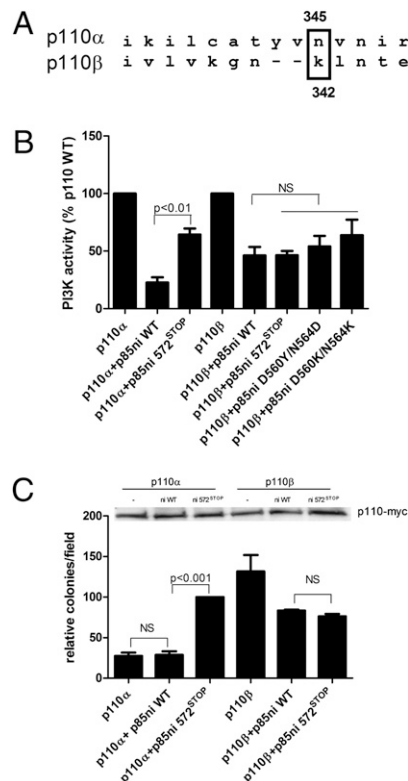 A
345
p110α i k i l c a t y v n v n i r
p110β i v l v k g n - - k l n t e
342
B
PI3K activity (% p110 WT)
150
100
50
0
p<0.01
NS
p110α
p110α+p85ni WT
p110α+p85ni 572STOP
p110β
p110β+p85ni WT
p110β+p85ni 572STOP
p110β+p85ni D560Y/N564D
p110β+p85ni D560K/N564K
C
p110α p110β
- ni WT ni 572STOP - ni WT ni 572STOP
p110-myc
relative colonies/field
200
150
100
50
0
NS
p<0.001
NS
p110α
p110α+ p85ni WT
p110α+p85ni 572STOP
p110β
p110β+p85ni WT
p110β+p85ni 572STOP